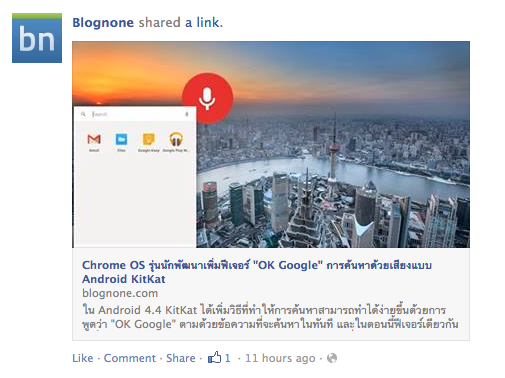 bn
Blognone shared a link.
search
Gmail
Files
Google Keep
Google Play M...
Chrome OS รุ่นนักพัฒนาเพิ่มฟีเจอร์ "OK Google" การค้นหาด้วยเสียงแบบ
Android KitKat
blognone.com
ใน Android 4.4 KitKat ได้เพิ่มวิธีที่ทำให้การค้นหาสามารถทำได้ง่ายขึ้นด้วยการ
พูดว่า "OK Google" ตามด้วยข้อความที่จะค้นหาในทันที และในตอนนี้ฟีเจอร์เดียวกัน
Like · Comment · Share · 1 · 11 hours ago ·